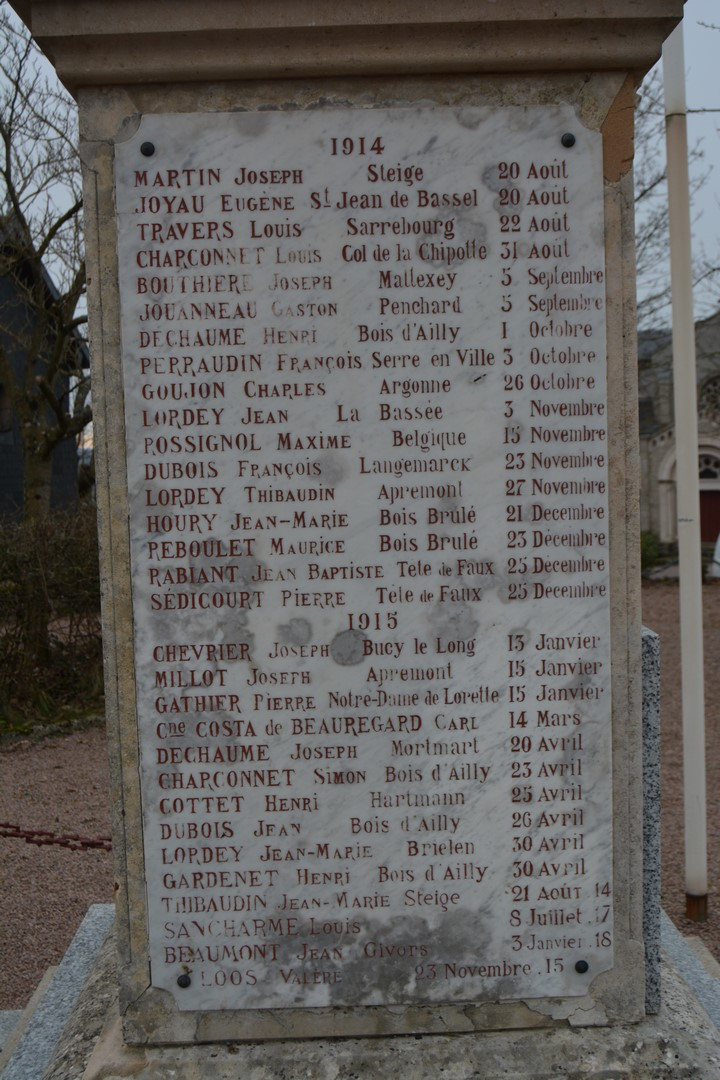 1914
MARTIN JOSEPH Steige 20 Août
JOYAU EUGÈNE St Jean de Bassel 20 Août
TRAVERS LOUIS Sarrebourg 22 Août
CHARCONNET LOUIS Col de la Chipotte 31 Août
BOUTHIERE JOSEPH Mattexey 5 Septembre
JOUANNEAU GASTON Penchard 5 Septembre
DECHAUME HENRI Bois d'Ailly 1 Octobre
PERRAUDIN FRANÇOIS Serre en Ville 3 Octobre
GOUJON CHARLES Argonne 26 Octobre
LORDEY JEAN La Bassée 3 Novembre
ROSSIGNOL MAXIME Belgique 15 Novembre
DUBOIS FRANÇOIS Langemarck 23 Novembre
LORDEY THIBAUDIN Apremont 27 Novembre
HOURY JEAN-MARIE Bois Brulé 21 Décembre
REBOULET MAURICE Bois Brulé 23 Décembre
RABIANT JEAN BAPTISTE Tête de Faux 25 Décembre
SÉDICOURT PIERRE Tête de Faux 25 Décembre
1915
CHEVRIER JOSEPH Bucy le Long 13 Janvier
MILLOT JOSEPH Apremont 15 Janvier
GATHIER PIERRE Notre-Dame de Lorette 15 Janvier
Cne COSTA de BEAUREGARD CARL 14 Mars
DECHAUME JOSEPH Mortmart 20 Avril
CHARCONNET SIMON Bois d'Ailly 23 Avril
COTTET HENRI Hartmann 25 Avril
DUBOIS JEAN Bois d'Ailly 26 Avril
LORDEY JEAN-MARIE Brielen 30 Avril
GARDENET HENRI Bois d'Ailly 30 Avril
THIBAUDIN JEAN-MARIE Steige 21 Août 14
SANCHARME LOUIS 8 Juillet 17
BEAUMONT JEAN Givors 3 Janvier 18
LOOS VALÈRE 23 Novembre 15